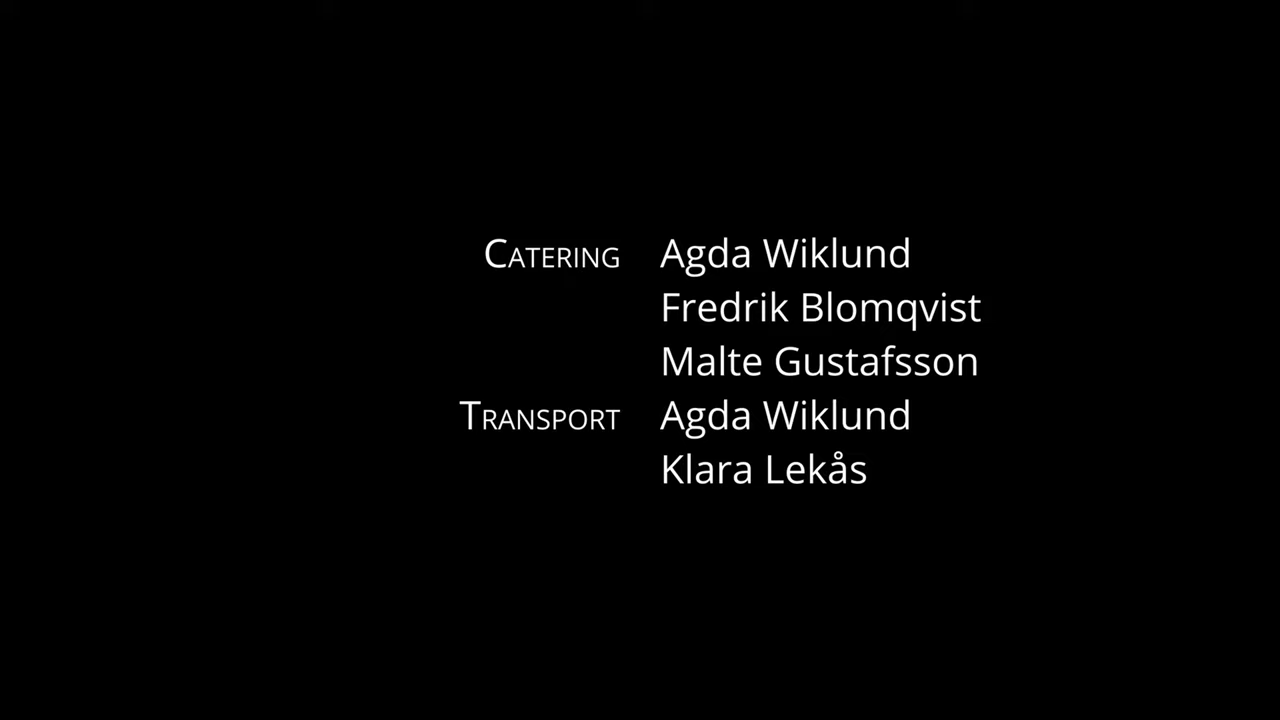 Catering Agda Wiklund
Fredrik Blomqvist
Malte Gustafsson
Transport Agda Wiklund
Klara Lekås